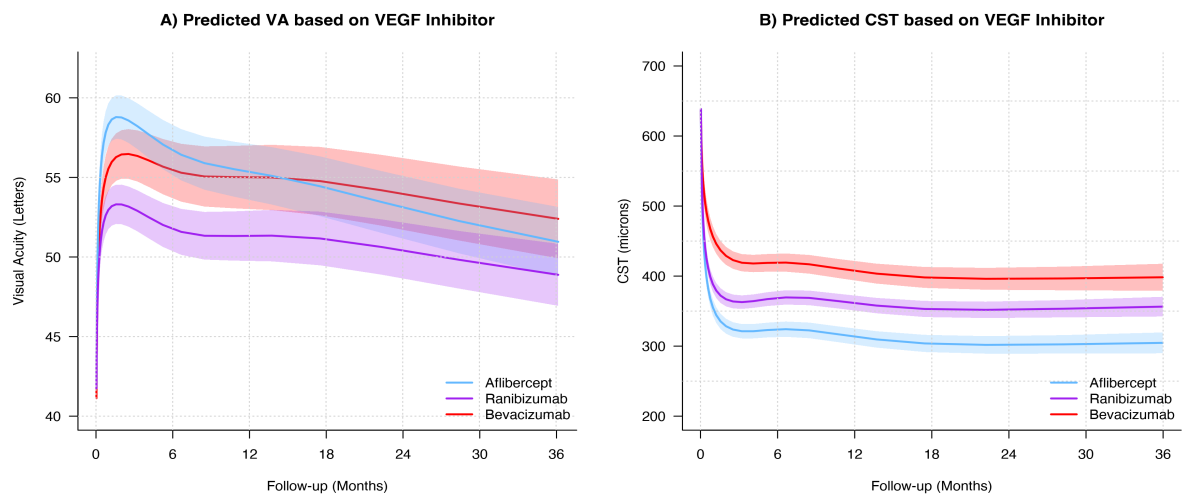 A) Predicted VA based on VEGF Inhibitor
Visual Acuity (Letters)
60
55
50
45
40
0 6 12 18 24 30 36
Follow-up (Months)
Aflibercept
Ranibizumab
Bevacizumab
B) Predicted CST based on VEGF Inhibitor
CST (microns)
700
600
500
400
300
200
0 6 12 18 24 30 36
Follow-up (Months)
Aflibercept
Ranibizumab
Bevacizumab